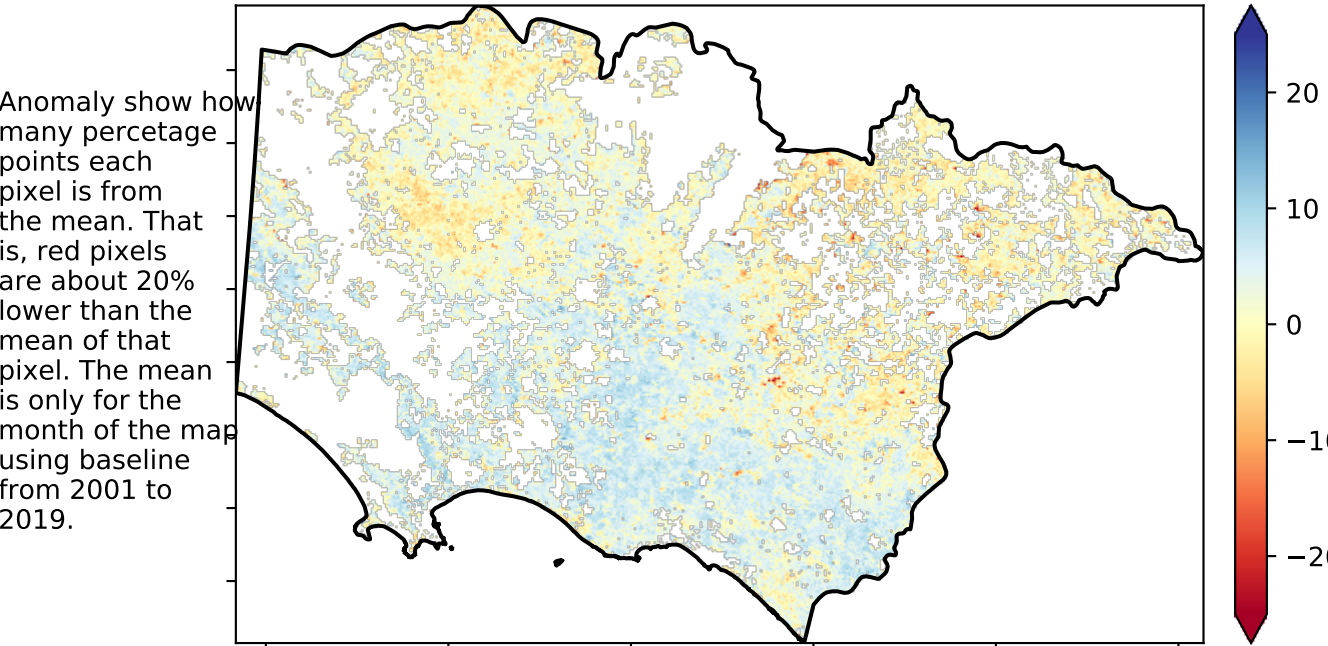 Anomaly show how
many percetage
points each
pixel is from
the mean. That
is, red pixels
are about 20%
lower than the
mean of that
pixel. The mean
is only for the
month of the map
using baseline
from 2001 to
2019.
20
10
0
−10
−20